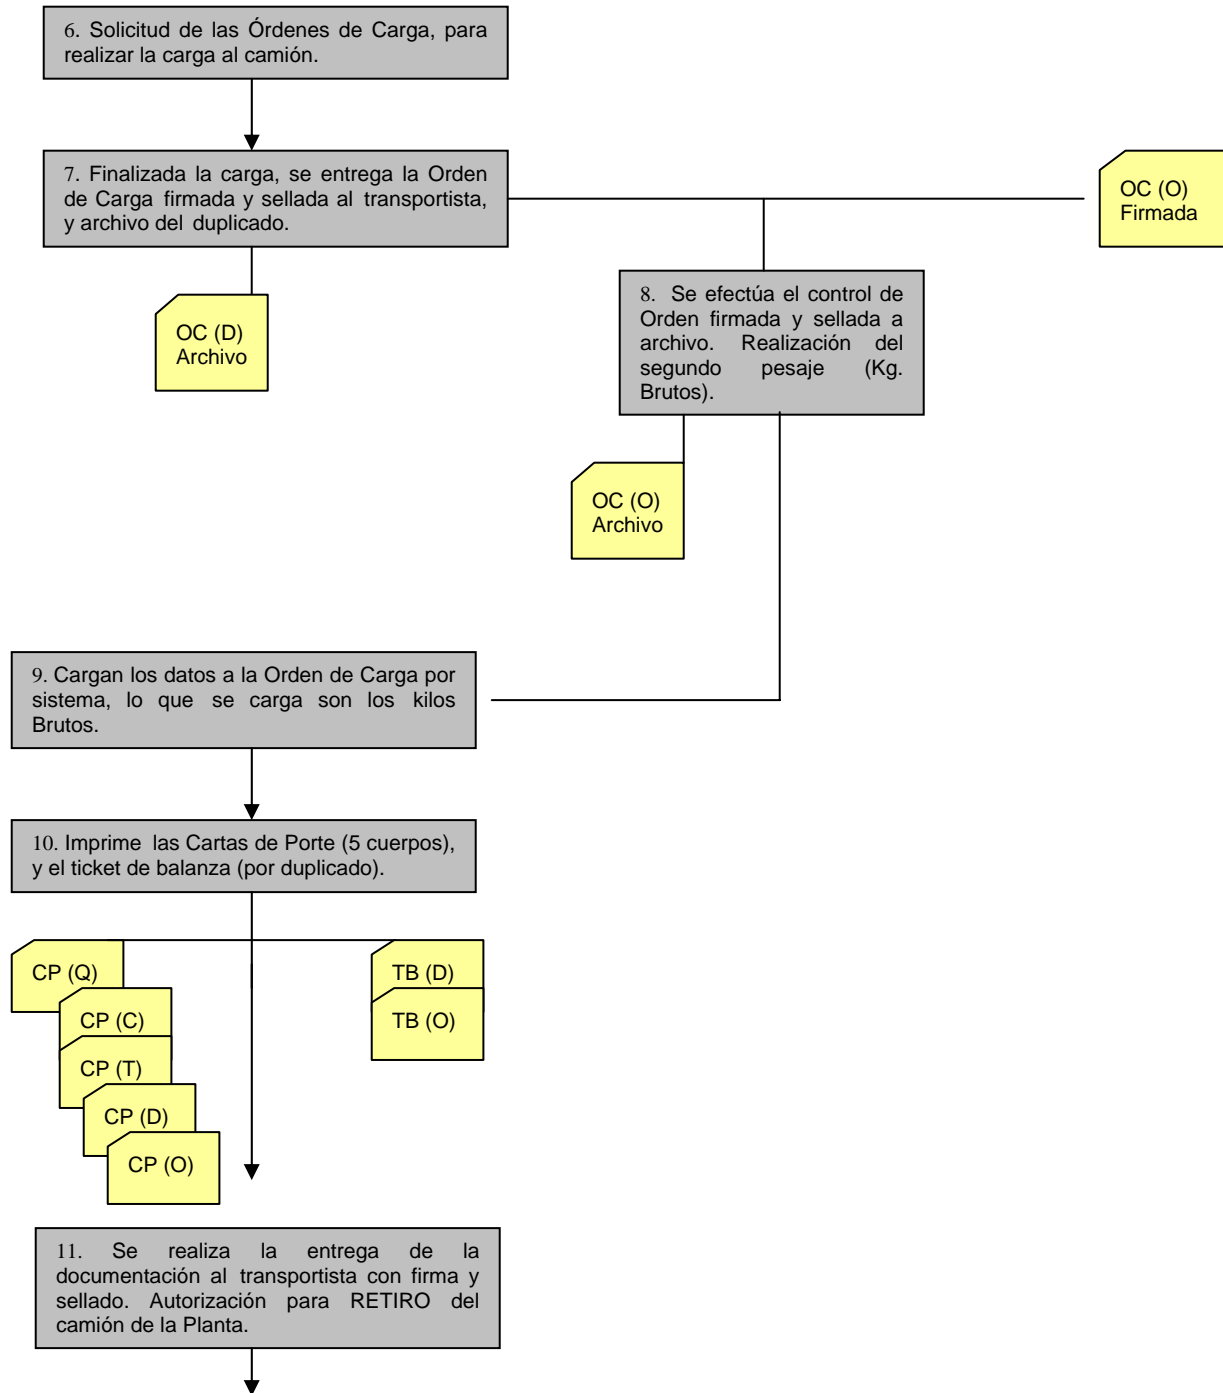 6. Solicitud de las Órdenes de Carga, para
realizar la carga al camión.
7. Finalizada la carga, se entrega la Orden
de Carga firmada y sellada al transportista,
y archivo del duplicado.
OC (O)
Firmada
OC (D)
Archivo
8. Se efectúa el control de
Orden firmada y sellada a
archivo. Realización del
segundo pesaje (Kg.
Brutos).
OC (O)
Archivo
9. Cargan los datos a la Orden de Carga por
sistema, lo que se carga son los kilos
Brutos.
10. Imprime las Cartas de Porte (5 cuerpos),
y el ticket de balanza (por duplicado).
CP (Q)
CP (C)
CP (T)
CP (D)
CP (O)
TB (D)
TB (O)
11. Se realiza la entrega de la
documentación al transportista con firma y
sellado. Autorización para RETIRO del
camión de la Planta.